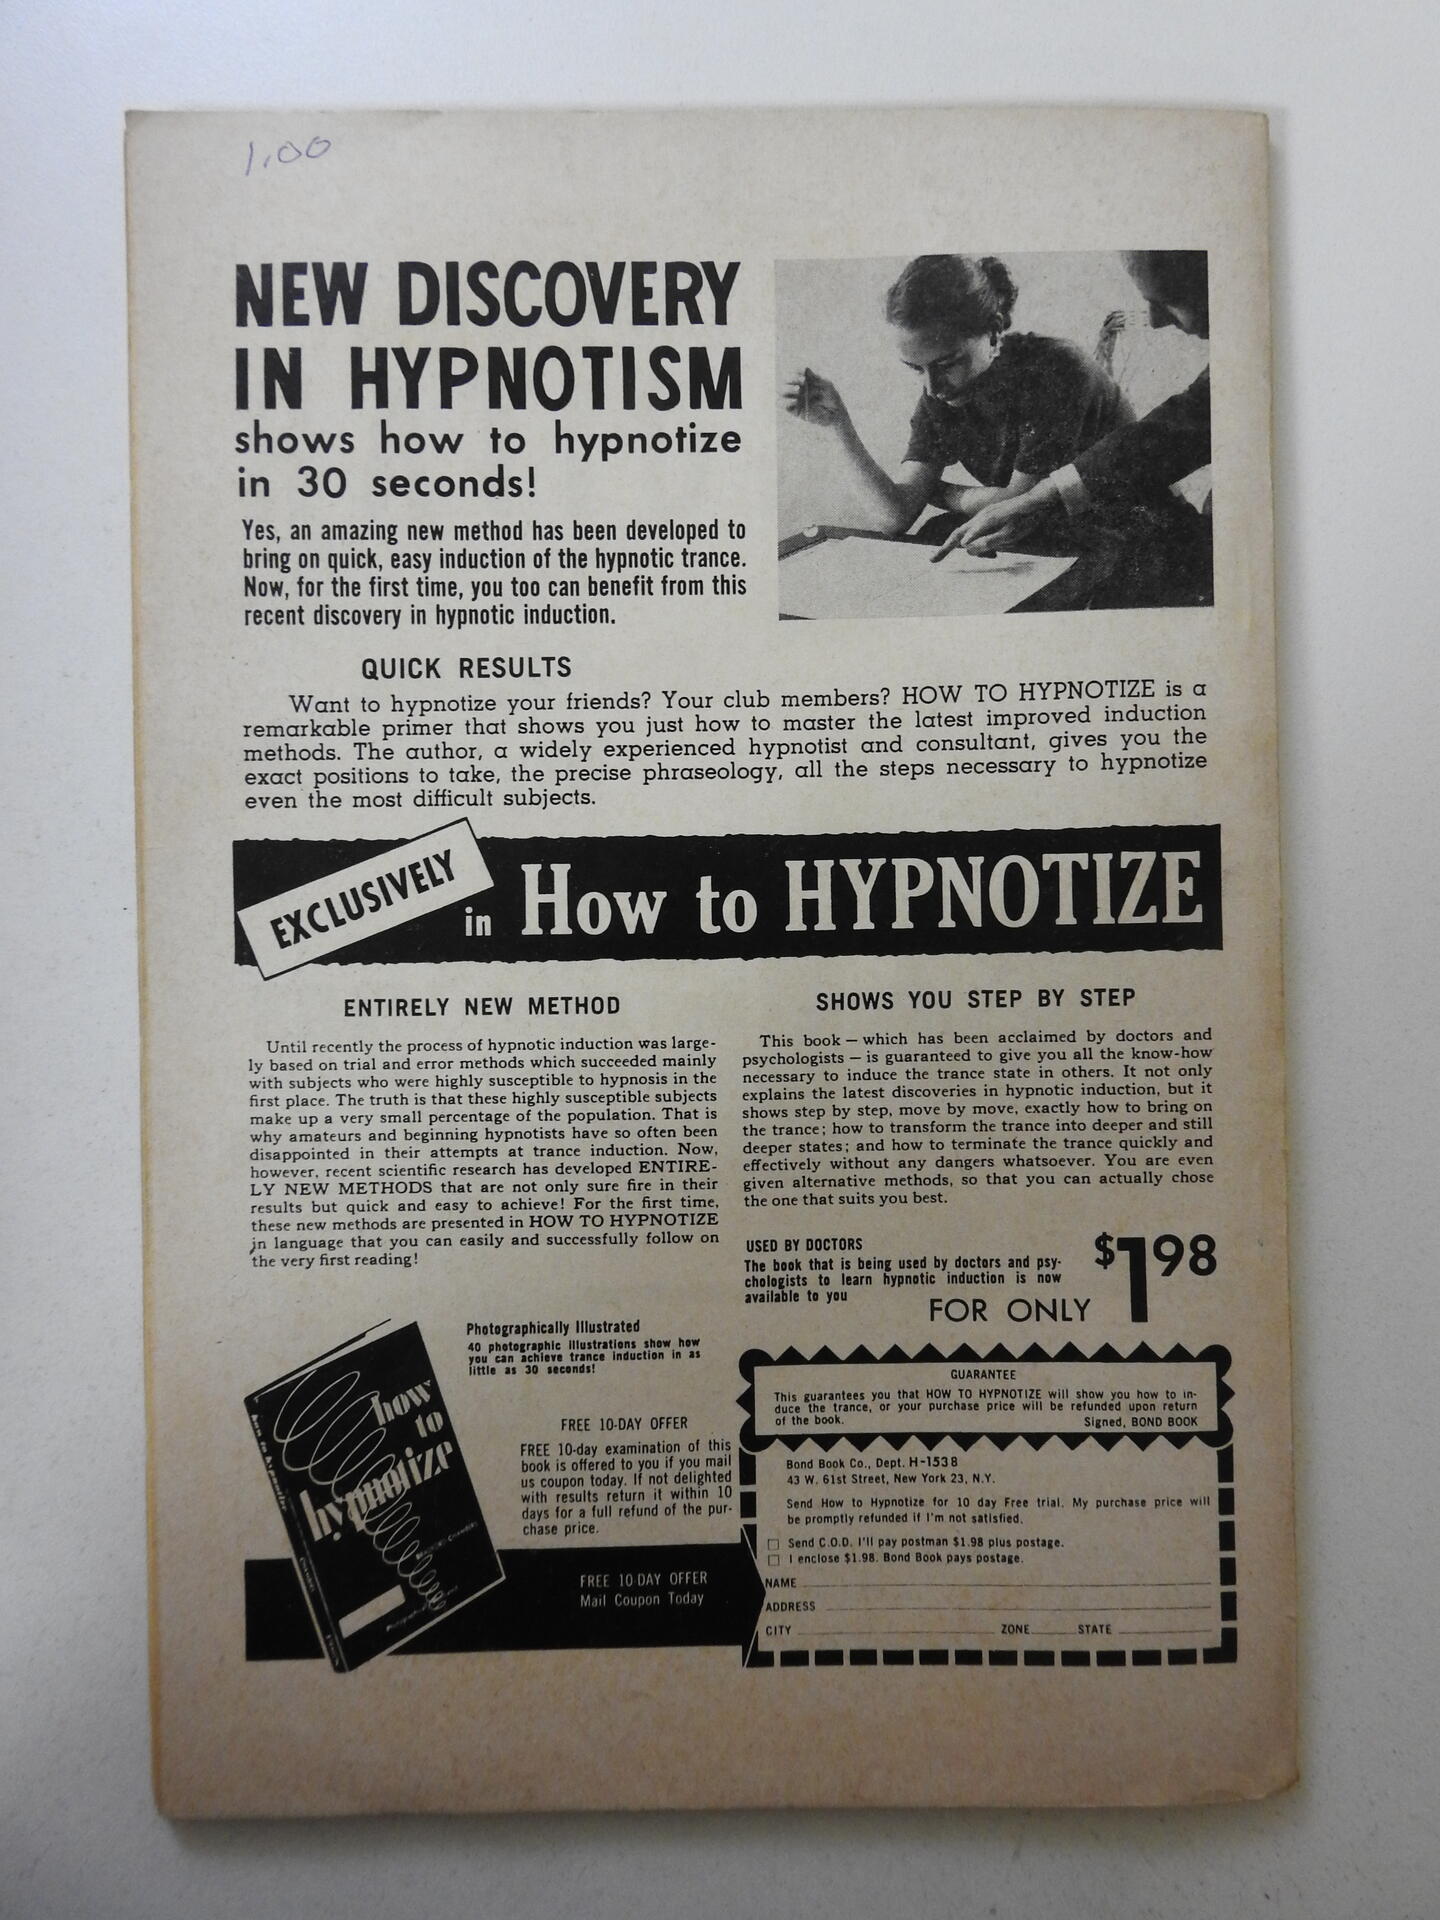 1.00
NEW DISCOVERY
IN HYPNOTISM
shows how to hypnotize
in 30 seconds!
Yes, an amazing new method has been developed to
bring on quick, easy induction of the hypnotic trance.
Now, for the first time, you too can benefit from this
recent discovery in hypnotic induction.
QUICK RESULTS
Want to hypnotize your friends? Your club members? HOW TO HYPNOTIZE is a
remarkable primer that shows you just how to master the latest improved induction
methods. The author, a widely experienced hypnotist and consultant, gives you the
exact positions to take, the precise phraseology, all the steps necessary to hypnotize
even the most difficult subjects.
EXCLUSIVELY
in How to HYPNOTIZE
ENTIRELY NEW METHOD
Until recently the process of hypnotic induction was large-
ly based on trial and error methods which succeeded mainly
with subjects who were highly susceptible to hypnosis in the
first place. The truth is that these highly susceptible subjects
make up a very small percentage of the population. That is
why amateurs and beginning hypnotists have so often been
disappointed in their attempts at trance induction. Now,
however, recent scientific research has developed ENTIRE-
LY NEW METHODS that are not only sure fire in their
results but quick and easy to achieve! For the first time,
these new methods are presented in HOW TO HYPNOTIZE
in language that you can easily and successfully follow on
the very first reading!
SHOWS YOU STEP BY STEP
This book — which has been acclaimed by doctors and
psychologists — is guaranteed to give you all the know-how
necessary to induce the trance state in others. It not only
explains the latest discoveries in hypnotic induction, but it
shows step by step, move by move, exactly how to bring on
the trance; how to transform the trance into deeper and still
deeper states; and how to terminate the trance quickly and
effectively without any dangers whatsoever. You are even
given alternative methods, so that you can actually chose
the one that suits you best.
USED BY DOCTORS
The book that is being used by doctors and psy-
chologists to learn hypnotic induction is now
available to you
FOR ONLY
$1.98
Photographically Illustrated
40 photographic illustrations show how
you can achieve trance induction in as
little as 30 seconds!
how
to
hypnotize
how to hypnotize
FREE 10-DAY OFFER
FREE 10-day examination of this
book is offered to you if you mail
us coupon today. If not delighted
with results return it within 10
days for a full refund of the pur-
chase price.
FREE 10-DAY OFFER
Mail Coupon Today
GUARANTEE
This guarantees you that HOW TO HYPNOTIZE will show you how to in-
duce the trance, or your purchase price will be refunded upon return
of the book. Signed, BOND BOOK
Bond Book Co., Dept. H-1538
43 W. 61st Street, New York 23, N.Y.
Send How to Hypnotize for 10 day Free trial. My purchase price will
be promptly refunded if I'm not satisfied.
Send C.O.D. I'll pay postman $1.98 plus postage.
I enclose $1.98. Bond Book pays postage.
NAME
ADDRESS
CITY ZONE STATE